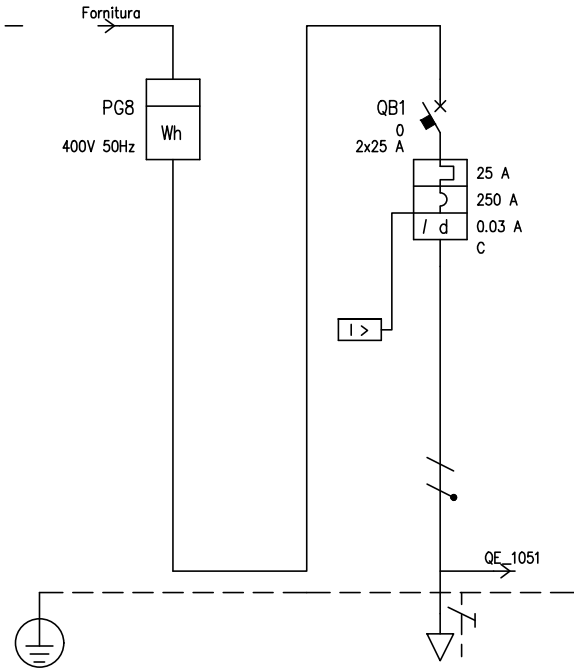 Fornitura
PG8
Wh
400V 50Hz
QB1
0
2x25 A
25 A
250 A
I d
0.03 A
C
I >
QE_1051